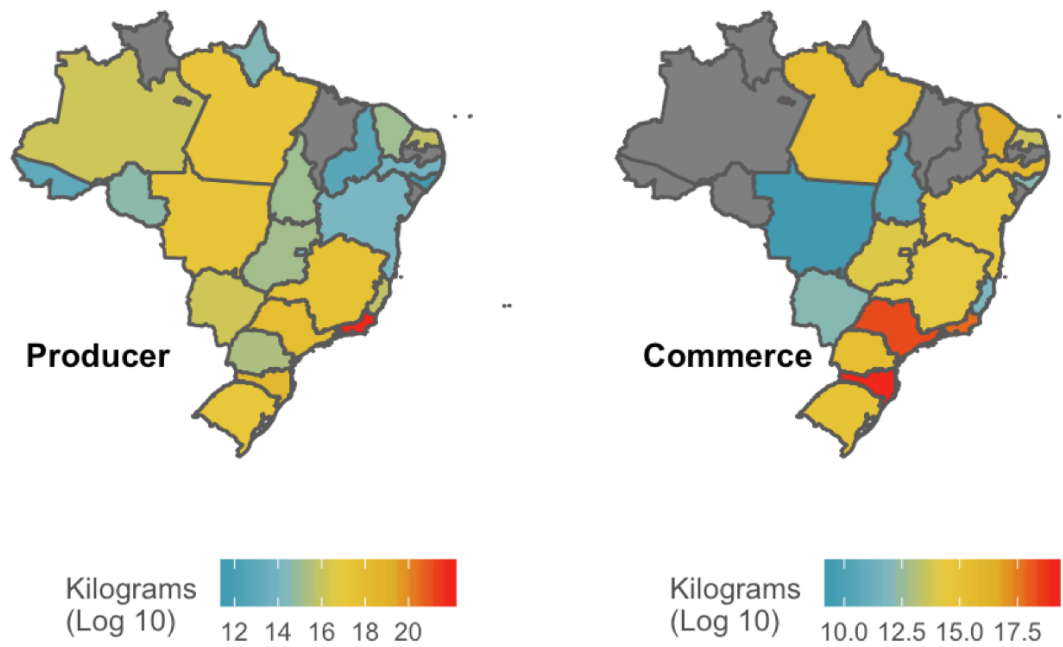 Producer
Commerce
Kilograms
(Log 10)
12 14 16 18 20
Kilograms
(Log 10)
10.0 12.5 15.0 17.5